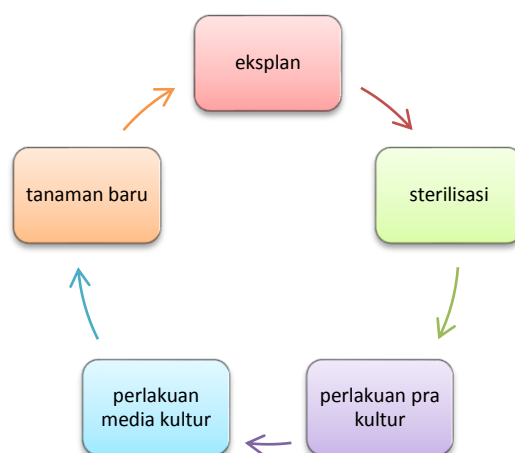 eksplan
sterilisasi
perlakuan pra
kultur
perlakuan
media kultur
tanaman baru